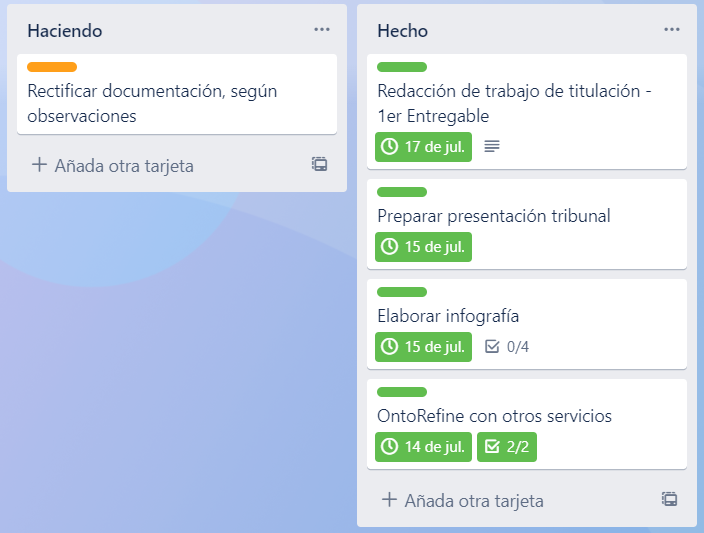 Haciendo
Rectificar documentación, según
observaciones
Añada otra tarjeta
Hecho
Redacción de trabajo de titulación -
1er Entregable
17 de jul.
Preparar presentación tribunal
15 de jul.
Elaborar infografía
15 de jul. 0/4
OntoRefine con otros servicios
14 de jul. 2/2
Añada otra tarjeta